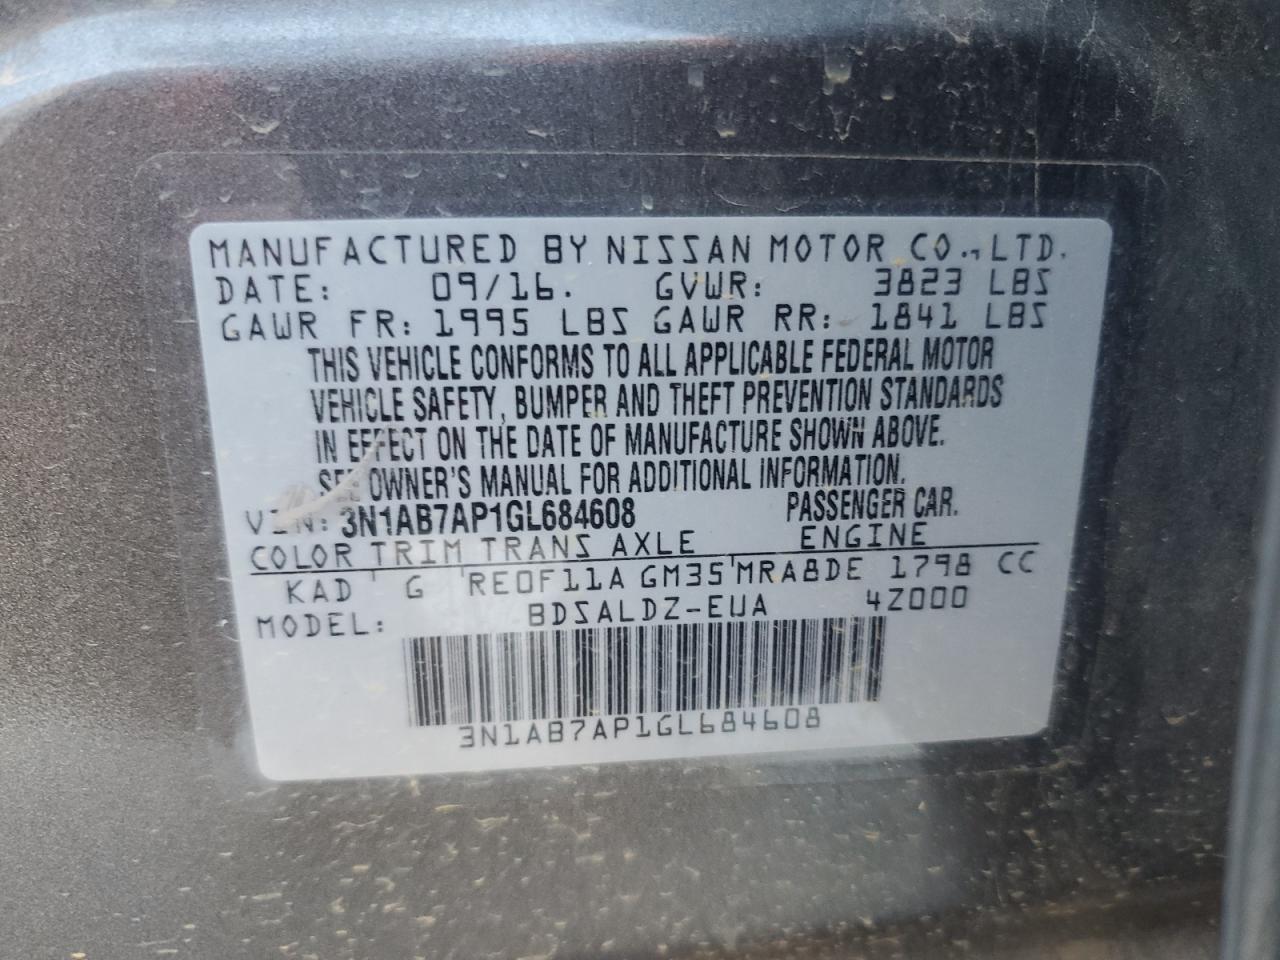 MANUFACTURED BY NISSAN MOTOR CO., LTD.
DATE: 09/16. GVWR: 3823 LBS
GAWR FR: 1995 LBS GAWR RR: 1841 LBS
THIS VEHICLE CONFORMS TO ALL APPLICABLE FEDERAL MOTOR
VEHICLE SAFETY, BUMPER AND THEFT PREVENTION STANDARDS
IN EFFECT ON THE DATE OF MANUFACTURE SHOWN ABOVE.
SEE OWNER'S MANUAL FOR ADDITIONAL INFORMATION.
VIN: 3N1AB7AP1GL684608 PASSENGER CAR.
COLOR TRIM TRANS AXLE ENGINE
KAD G RE0F11A GM35 MRA8DE 1798 CC
MODEL: BDSALDZ-EUA 4Z000
3N1AB7AP1GL684608